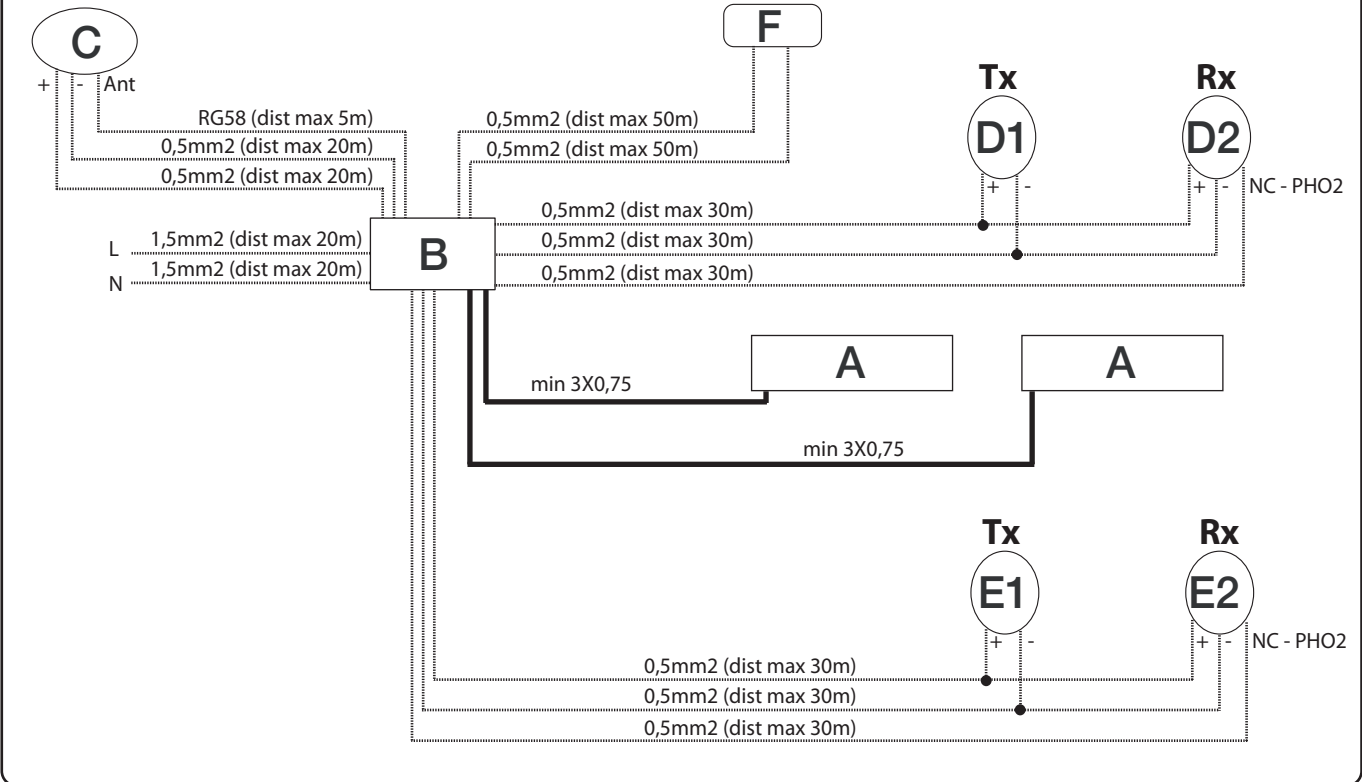 C
+ - Ant
RG58 (dist max 5m)
0,5mm2 (dist max 20m)
0,5mm2 (dist max 20m)
F
0,5mm2 (dist max 50m)
0,5mm2 (dist max 50m)
Tx
D1
+ -
Rx
D2
+ - NC - PHO2
L 1,5mm2 (dist max 20m)
N 1,5mm2 (dist max 20m)
B
0,5mm2 (dist max 30m)
0,5mm2 (dist max 30m)
0,5mm2 (dist max 30m)
A
A
min 3X0,75
min 3X0,75
Tx
E1
+ -
Rx
E2
+ - NC - PHO2
0,5mm2 (dist max 30m)
0,5mm2 (dist max 30m)
0,5mm2 (dist max 30m)